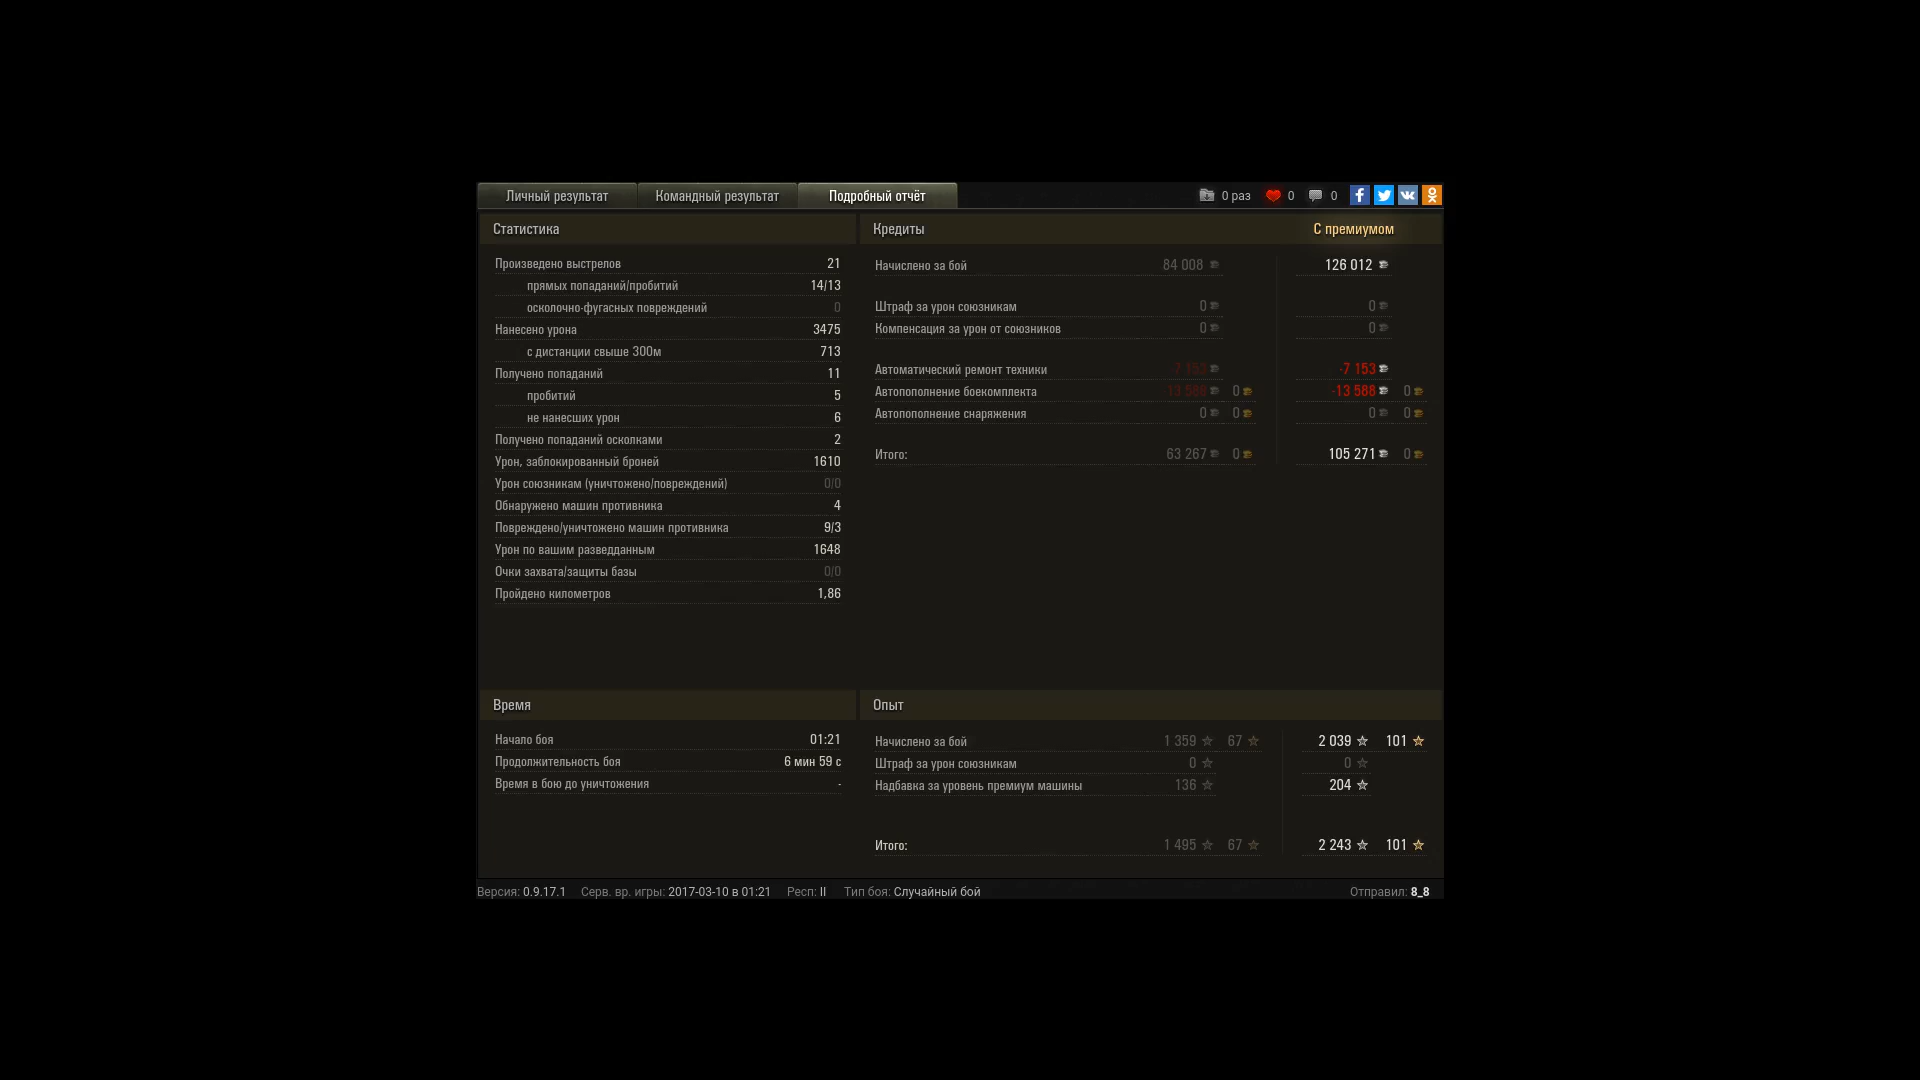 Личный результат Командный результат Подробный отчёт 0 раз 0 0
Статистика
Произведено выстрелов 21
прямых попаданий/пробитий 14/13
осколочно-фугасных повреждений 0
Нанесено урона 3475
с дистанции свыше 300м 713
Получено попаданий 11
пробитий 5
не нанесших урон 6
Получено попаданий осколками 2
Урон, заблокированный броней 1610
Урон союзникам (уничтожено/повреждений) 0/0
Обнаружено машин противника 4
Повреждено/уничтожено машин противника 9/3
Урон по вашим разведданным 1648
Очки захвата/защиты базы 0/0
Пройдено километров 1,86
Кредиты С премиумом
Начислено за бой 84 008 126 012
Штраф за урон союзникам 0 0
Компенсация за урон от союзников 0 0
Автоматический ремонт техники -7 153 -7 153
Автопополнение боекомплекта -13 588 0 -13 588 0
Автопополнение снаряжения 0 0 0 0
Итого: 63 267 0 105 271 0
Время
Начало боя 01:21
Продолжительность боя 6 мин 59 с
Время в бою до уничтожения -
Опыт
Начислено за бой 1 359 67 2 039 101
Штраф за урон союзникам 0 0
Надбавка за уровень премиум машины 136 204
Итого: 1 495 67 2 243 101
Версия: 0.9.17.1 Серв. вр. игры: 2017-03-10 в 01:21 Респ: II Тип боя: Случайный бой Отправил: 8_8